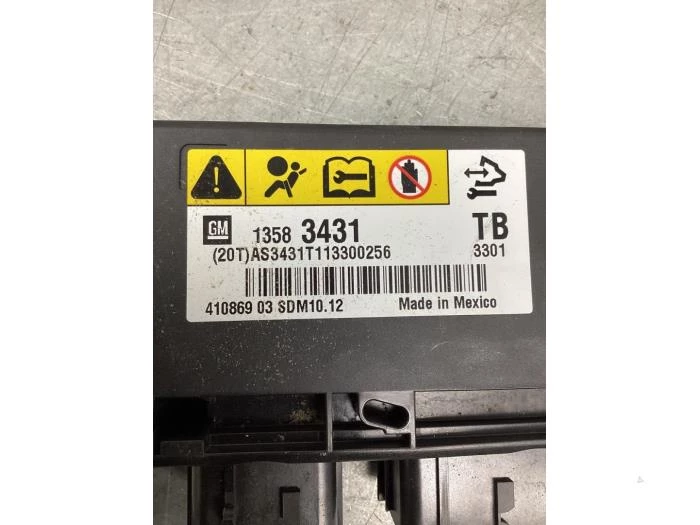 GM 1358 3431 TB
(20T)AS3431T113300256 3301
410869 03 SDM10.12 Made in Mexico